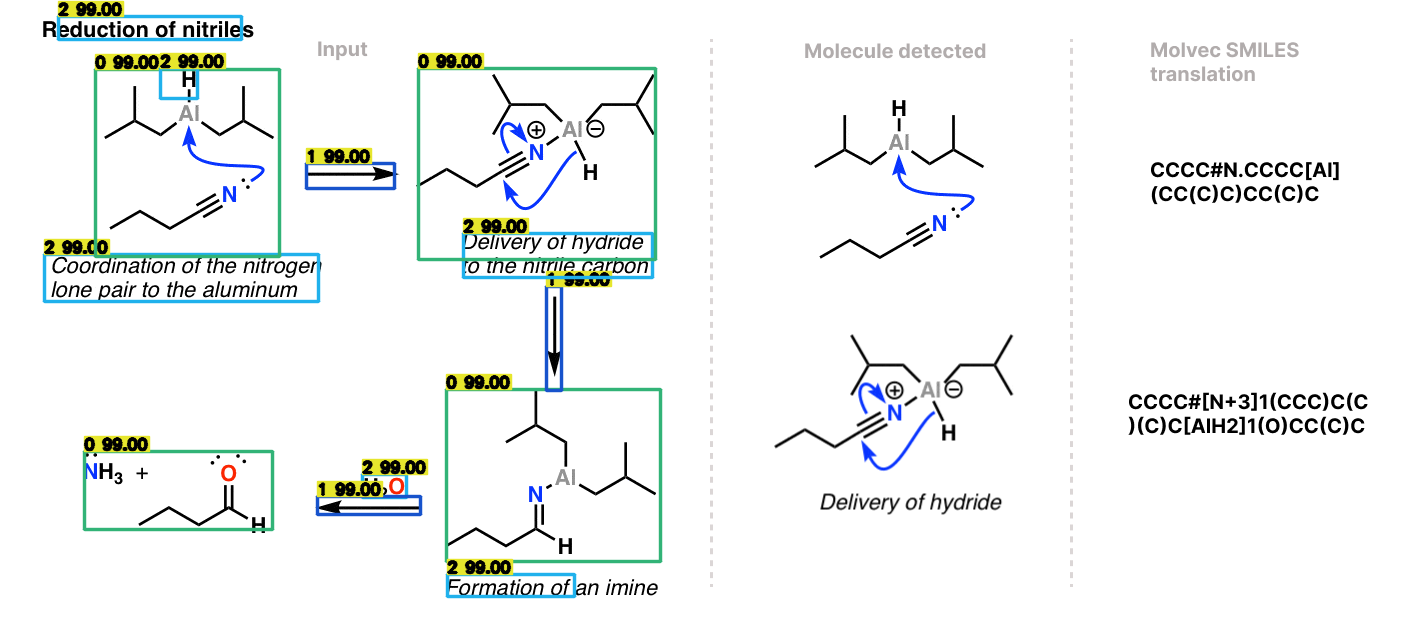 2 99.00
Reduction of nitriles
Input
Molecule detected
Molvec SMILES
translation
0 99.00
2 99.00
H
Al
N
1 99.00
0 99.00
Al
N
H
2 99.00
Delivery of hydride
to the nitrile carbon
2 99.00
Coordination of the nitrogen
lone pair to the aluminum
1 99.00
0 99.00
Al
N
H
2 99.00
Formation of an imine
2 99.00
O
1 99.00
0 99.00
NH3 +
O
H
H
Al
N
CCCC#N.CCCC[Al]
(CC(C)C)CC(C)C
Al
N
H
Delivery of hydride
CCCC#[N+3]1(CCC)C(C
)(C)C[AlH2]1(O)CC(C)C